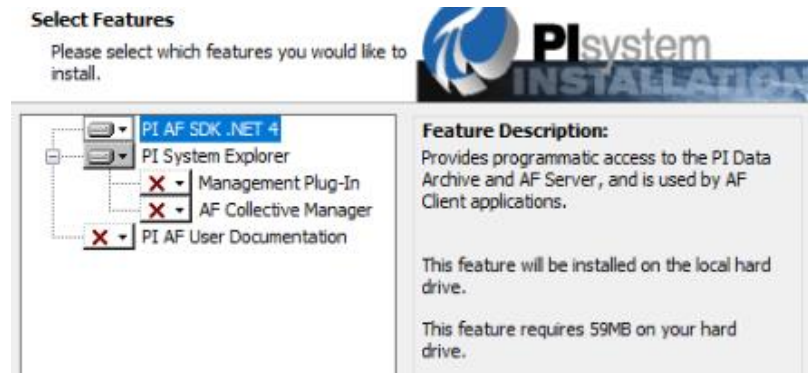 Select Features
Please select which features you would like to
install.
PIsystem
INSTALLATION
PI AF SDK .NET 4
PI System Explorer
Management Plug-In
AF Collective Manager
PI AF User Documentation
Feature Description:
Provides programmatic access to the PI Data
Archive and AF Server, and is used by AF
Client applications.
This feature will be installed on the local hard
drive.
This feature requires 59MB on your hard
drive.